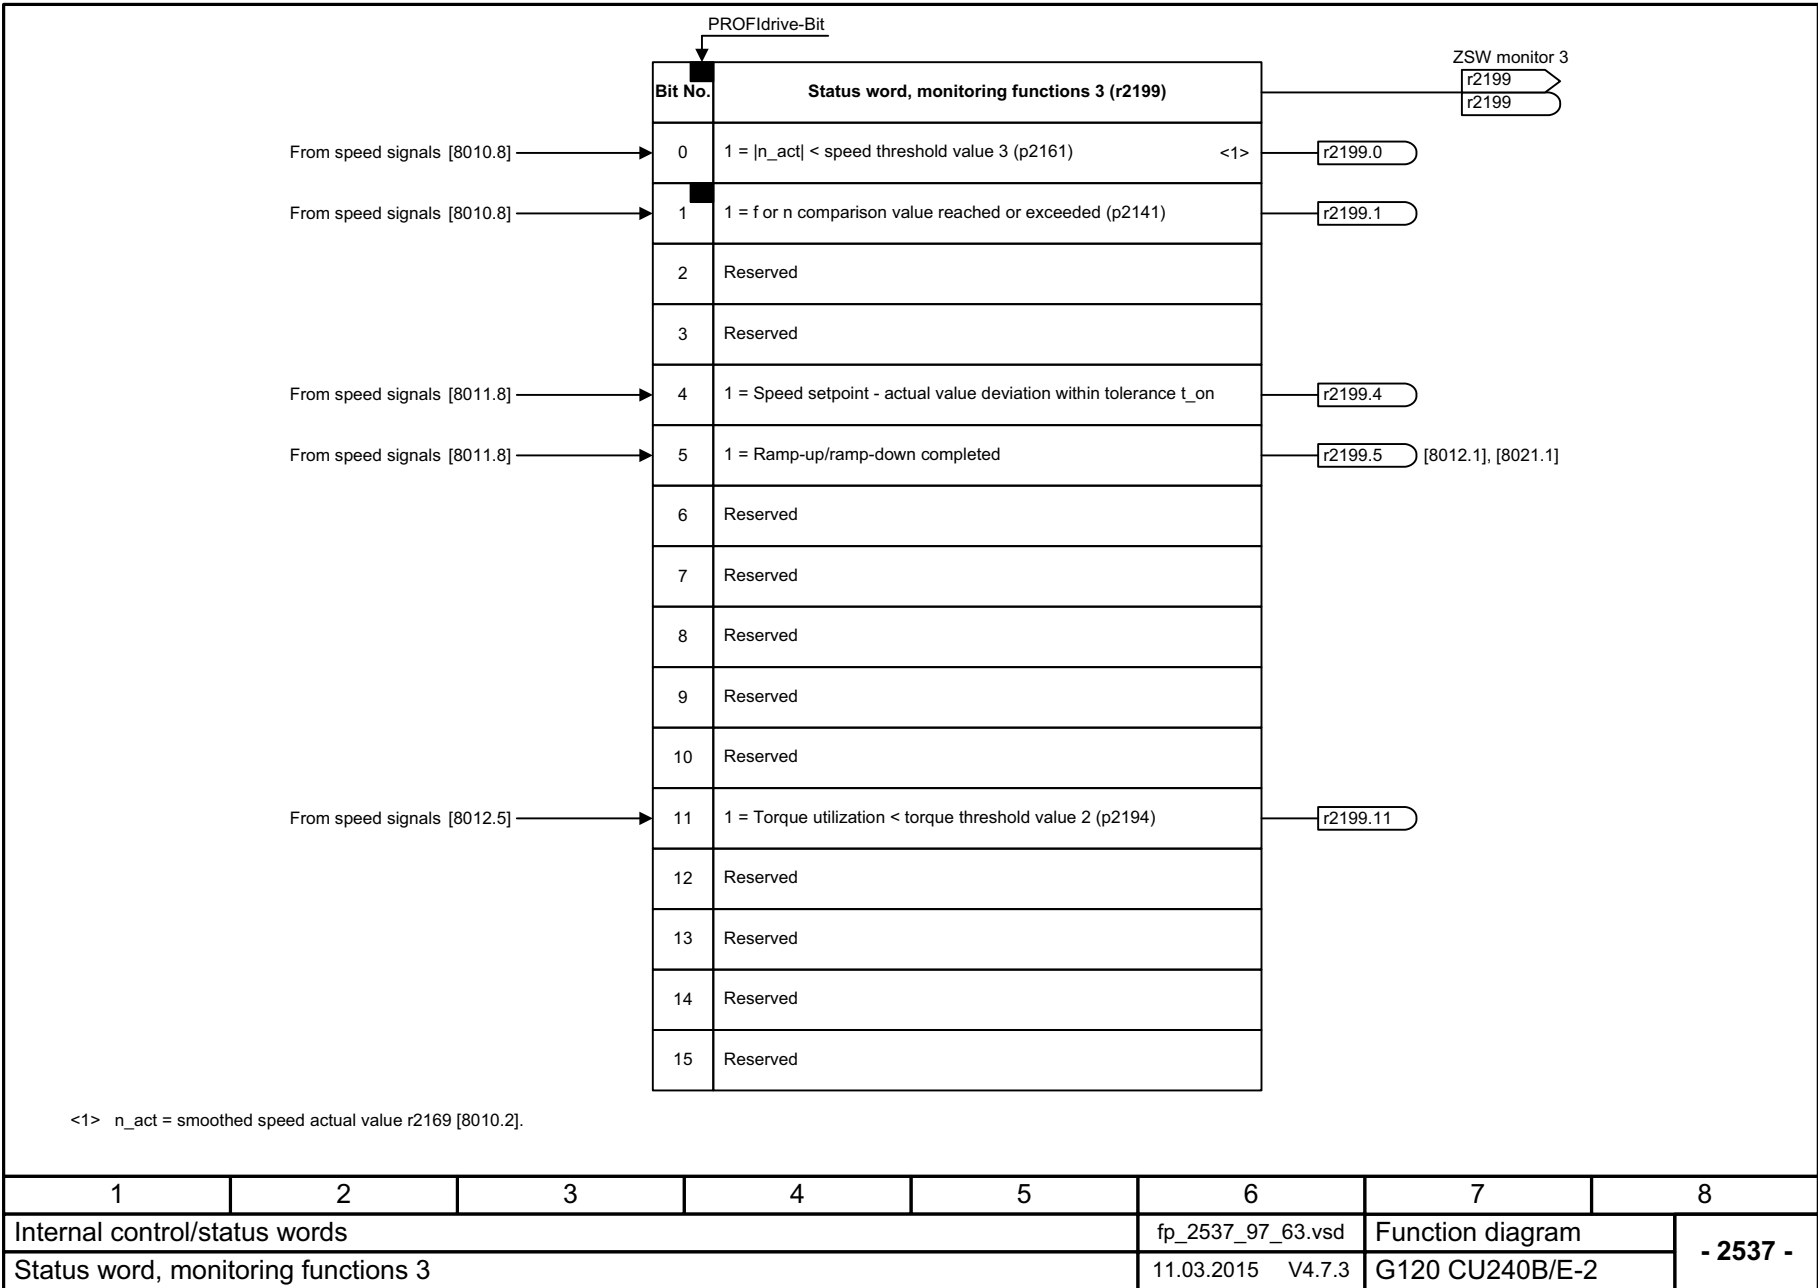 PROFIdrive-Bit
ZSW monitor 3
r2199
r2199
Bit No. Status word, monitoring functions 3 (r2199)
From speed signals [8010.8] 0 1 = |n_act| < speed threshold value 3 (p2161) <1> r2199.0
From speed signals [8010.8] 1 1 = f or n comparison value reached or exceeded (p2141) r2199.1
2 Reserved
3 Reserved
From speed signals [8011.8] 4 1 = Speed setpoint - actual value deviation within tolerance t_on r2199.4
From speed signals [8011.8] 5 1 = Ramp-up/ramp-down completed r2199.5 [8012.1], [8021.1]
6 Reserved
7 Reserved
8 Reserved
9 Reserved
10 Reserved
From speed signals [8012.5] 11 1 = Torque utilization < torque threshold value 2 (p2194) r2199.11
12 Reserved
13 Reserved
14 Reserved
15 Reserved
<1> n_act = smoothed speed actual value r2169 [8010.2].
1 2 3 4 5 6 7 8
Internal control/status words fp_2537_97_63.vsd Function diagram - 2537 -
Status word, monitoring functions 3 11.03.2015 V4.7.3 G120 CU240B/E-2